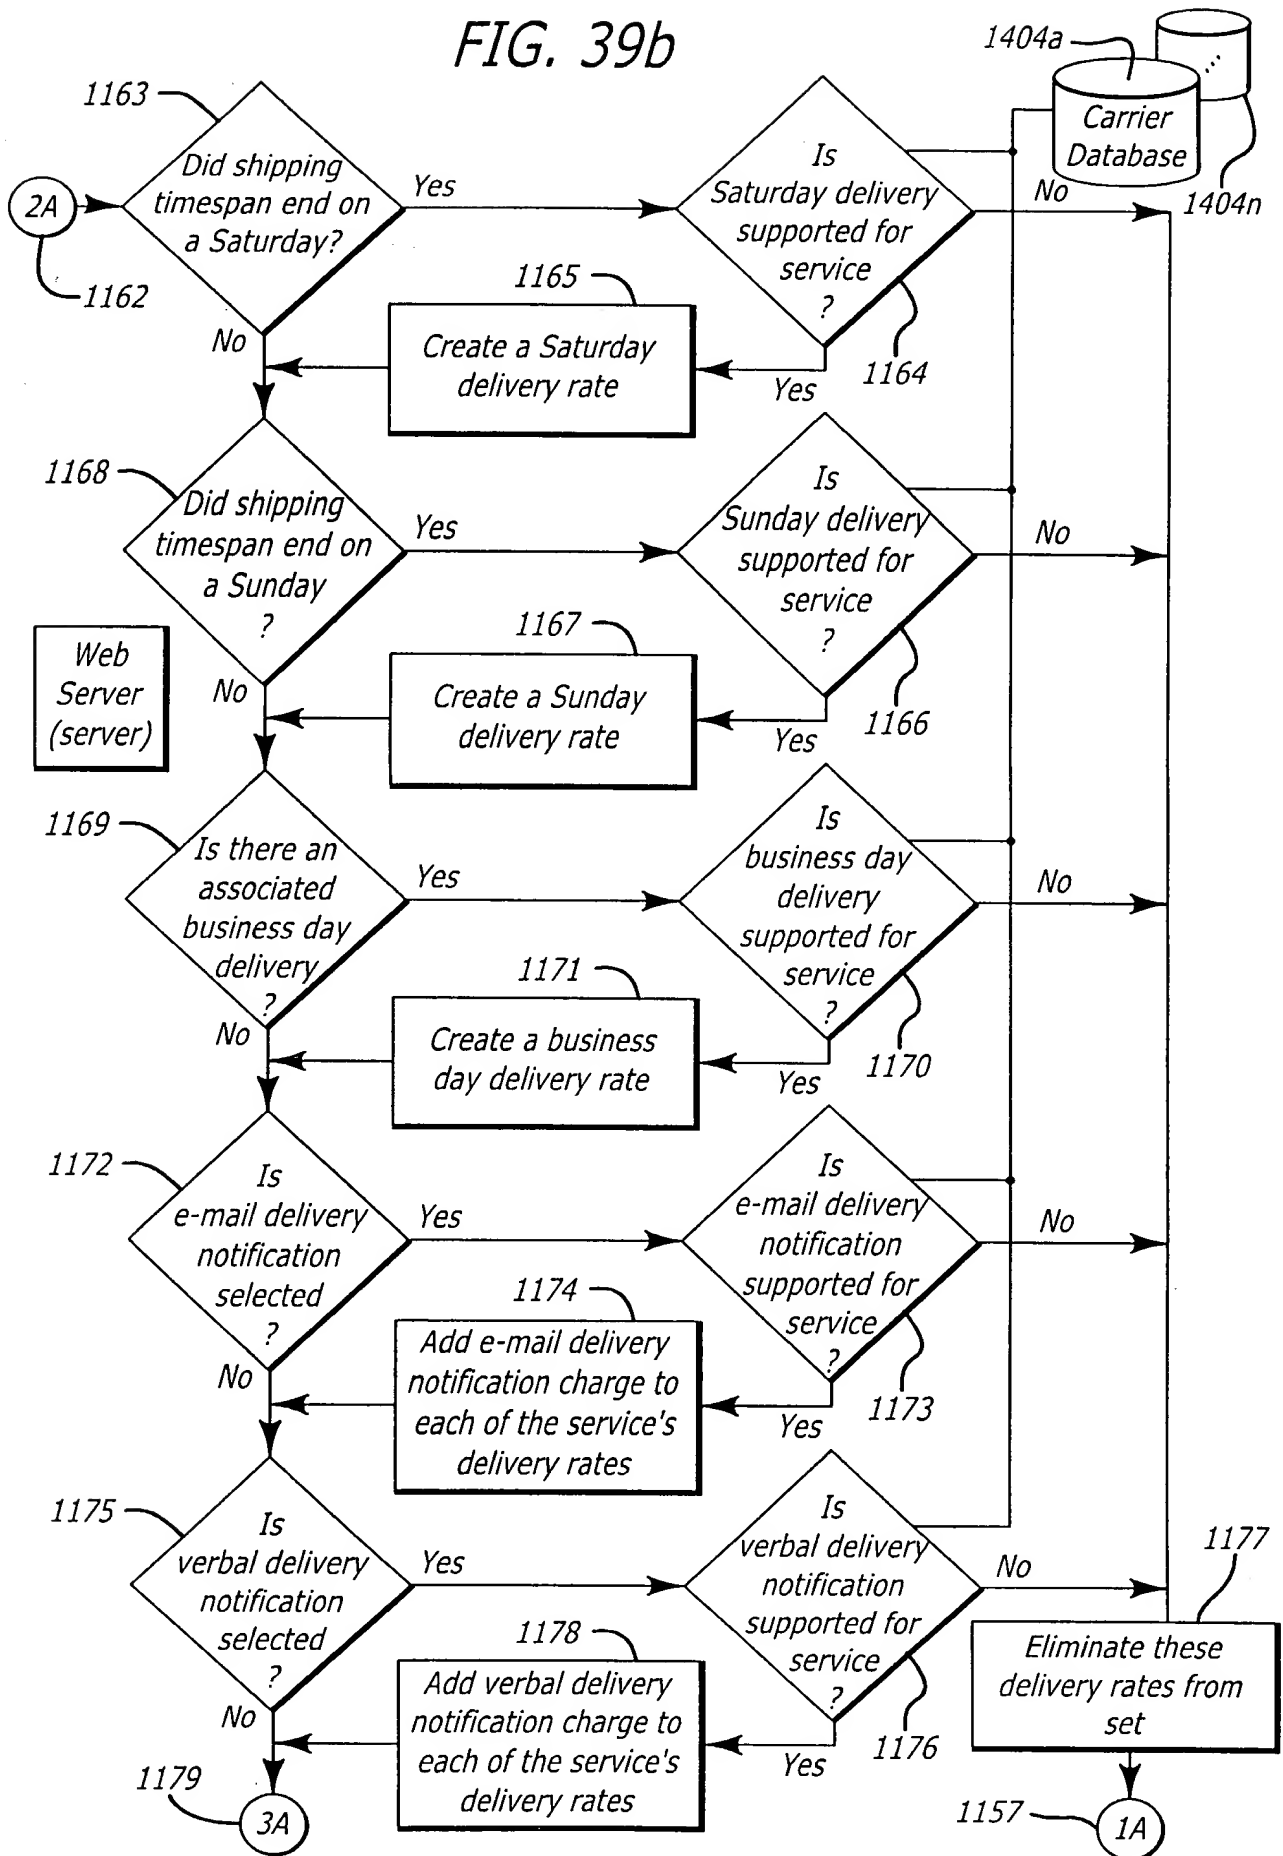 FIG. 39b
1404a
Carrier
Database
1404n
1163
Did shipping
timespan end on
a Saturday?
2A
1162
Yes
No
Is
Saturday delivery
supported for
service
?
No
1164
Yes
1165
Create a Saturday
delivery rate
1168
Did shipping
timespan end on
a Sunday
?
Yes
No
Is
Sunday delivery
supported for
service
?
No
1166
Yes
1167
Create a Sunday
delivery rate
Web
Server
(server)
1169
Is there an
associated
business day
delivery
?
Yes
No
Is
business day
delivery
supported for
service
?
No
1170
Yes
1171
Create a business
day delivery rate
1172
Is
e-mail delivery
notification
selected
?
Yes
No
Is
e-mail delivery
notification
supported for
service
?
No
1173
Yes
1174
Add e-mail delivery
notification charge to
each of the service's
delivery rates
1175
Is
verbal delivery
notification
selected
?
Yes
No
Is
verbal delivery
notification
supported for
service
?
No
1176
Yes
1178
Add verbal delivery
notification charge to
each of the service's
delivery rates
1177
Eliminate these
delivery rates from
set
1179
3A
1157
1A